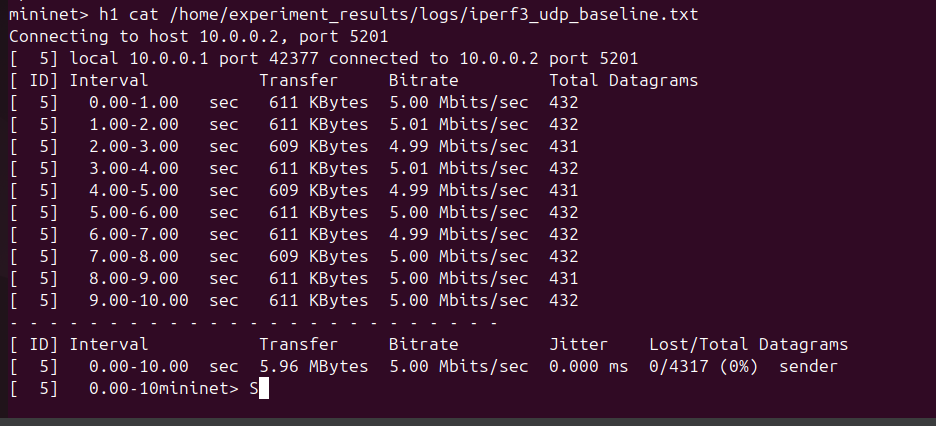 mininet> h1 cat /home/experiment_results/logs/iperf3_udp_baseline.txt
Connecting to host 10.0.0.2, port 5201
[  5] local 10.0.0.1 port 42377 connected to 10.0.0.2 port 5201
[ ID] Interval           Transfer     Bitrate         Total Datagrams
[  5]   0.00-1.00   sec   611 KBytes  5.00 Mbits/sec  432
[  5]   1.00-2.00   sec   611 KBytes  5.01 Mbits/sec  432
[  5]   2.00-3.00   sec   609 KBytes  4.99 Mbits/sec  431
[  5]   3.00-4.00   sec   611 KBytes  5.01 Mbits/sec  432
[  5]   4.00-5.00   sec   609 KBytes  4.99 Mbits/sec  431
[  5]   5.00-6.00   sec   611 KBytes  5.00 Mbits/sec  432
[  5]   6.00-7.00   sec   611 KBytes  4.99 Mbits/sec  432
[  5]   7.00-8.00   sec   609 KBytes  5.00 Mbits/sec  432
[  5]   8.00-9.00   sec   611 KBytes  5.00 Mbits/sec  431
[  5]   9.00-10.00  sec   611 KBytes  5.00 Mbits/sec  432
- - - - - - - - - - - - - - - - - - - - - - - - -
[ ID] Interval           Transfer     Bitrate         Jitter    Lost/Total Datagrams
[  5]   0.00-10.00  sec  5.96 MBytes  5.00 Mbits/sec  0.000 ms  0/4317 (0%)  sender
[  5]   0.00-10mininet> S